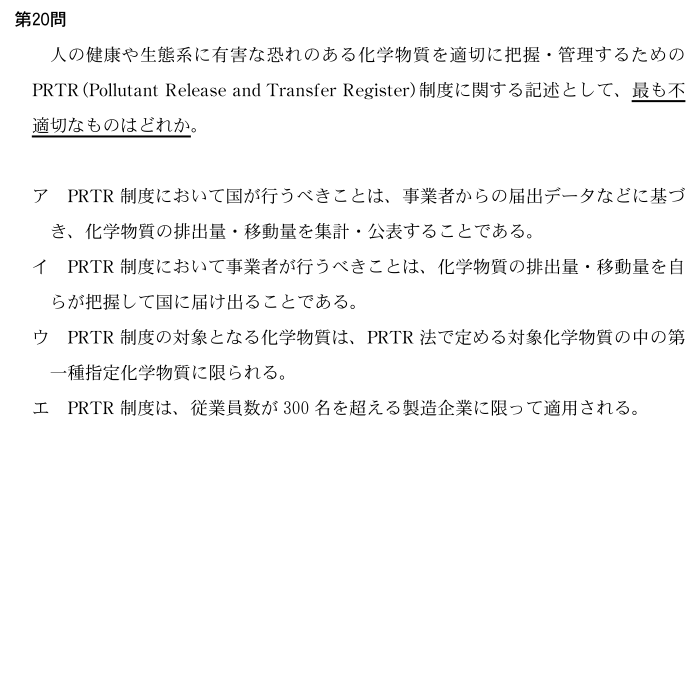 第20問
人の健康や生態系に有害な恐れのある化学物質を適切に把握・管理するための
PRTR(Pollutant Release and Transfer Register)制度に関する記述として、最も不
適切なものはどれか。
ア　PRTR 制度において国が行うべきことは、事業者からの届出データなどに基づ
き、化学物質の排出量・移動量を集計・公表することである。
イ　PRTR 制度において事業者が行うべきことは、化学物質の排出量・移動量を自
らが把握して国に届け出ることである。
ウ　PRTR 制度の対象となる化学物質は、PRTR 法で定める対象化学物質の中の第
一種指定化学物質に限られる。
エ　PRTR 制度は、従業員数が 300 名を超える製造企業に限って適用される。